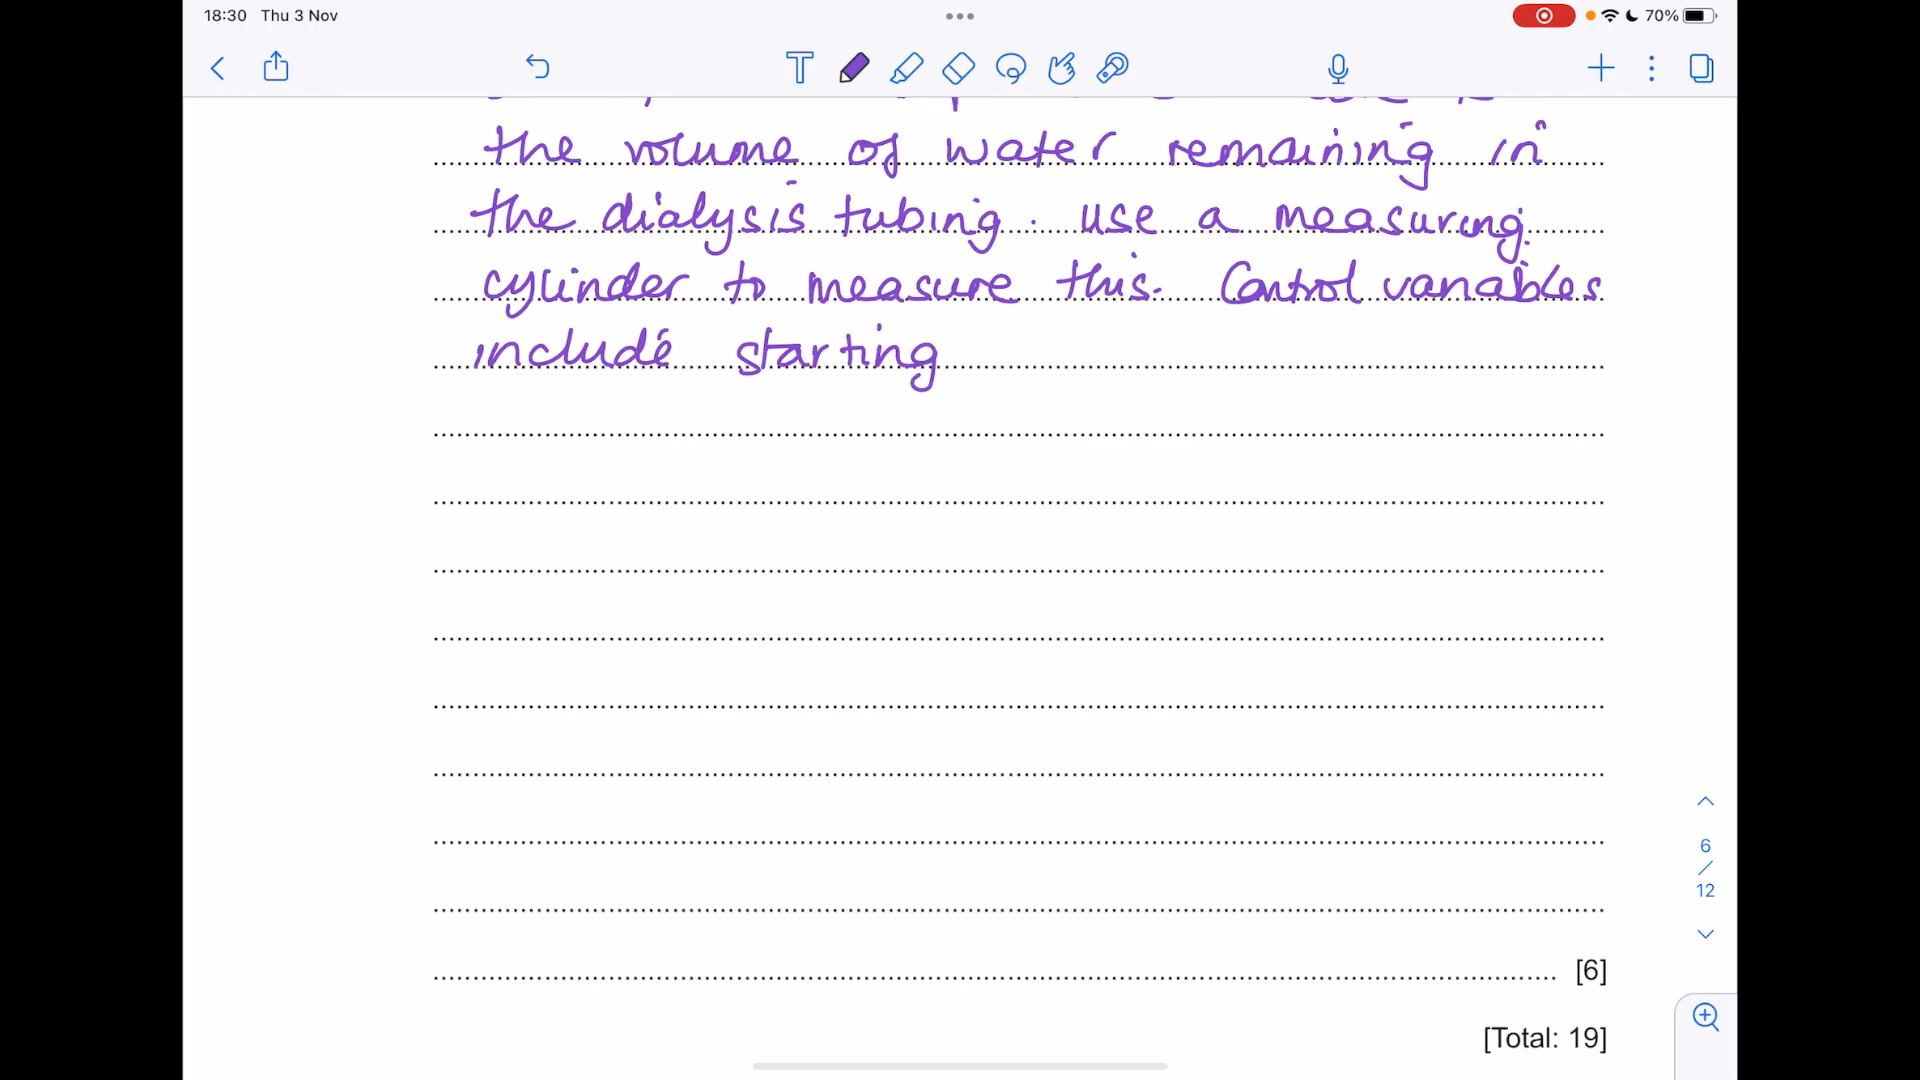 18:30 Thu 3 Nov
70%
T
the volume of water remaining in
the dialysis tubing. use a measuring
cylinder to measure this. Control variables
include starting
6
/
12
[6]
[Total: 19]